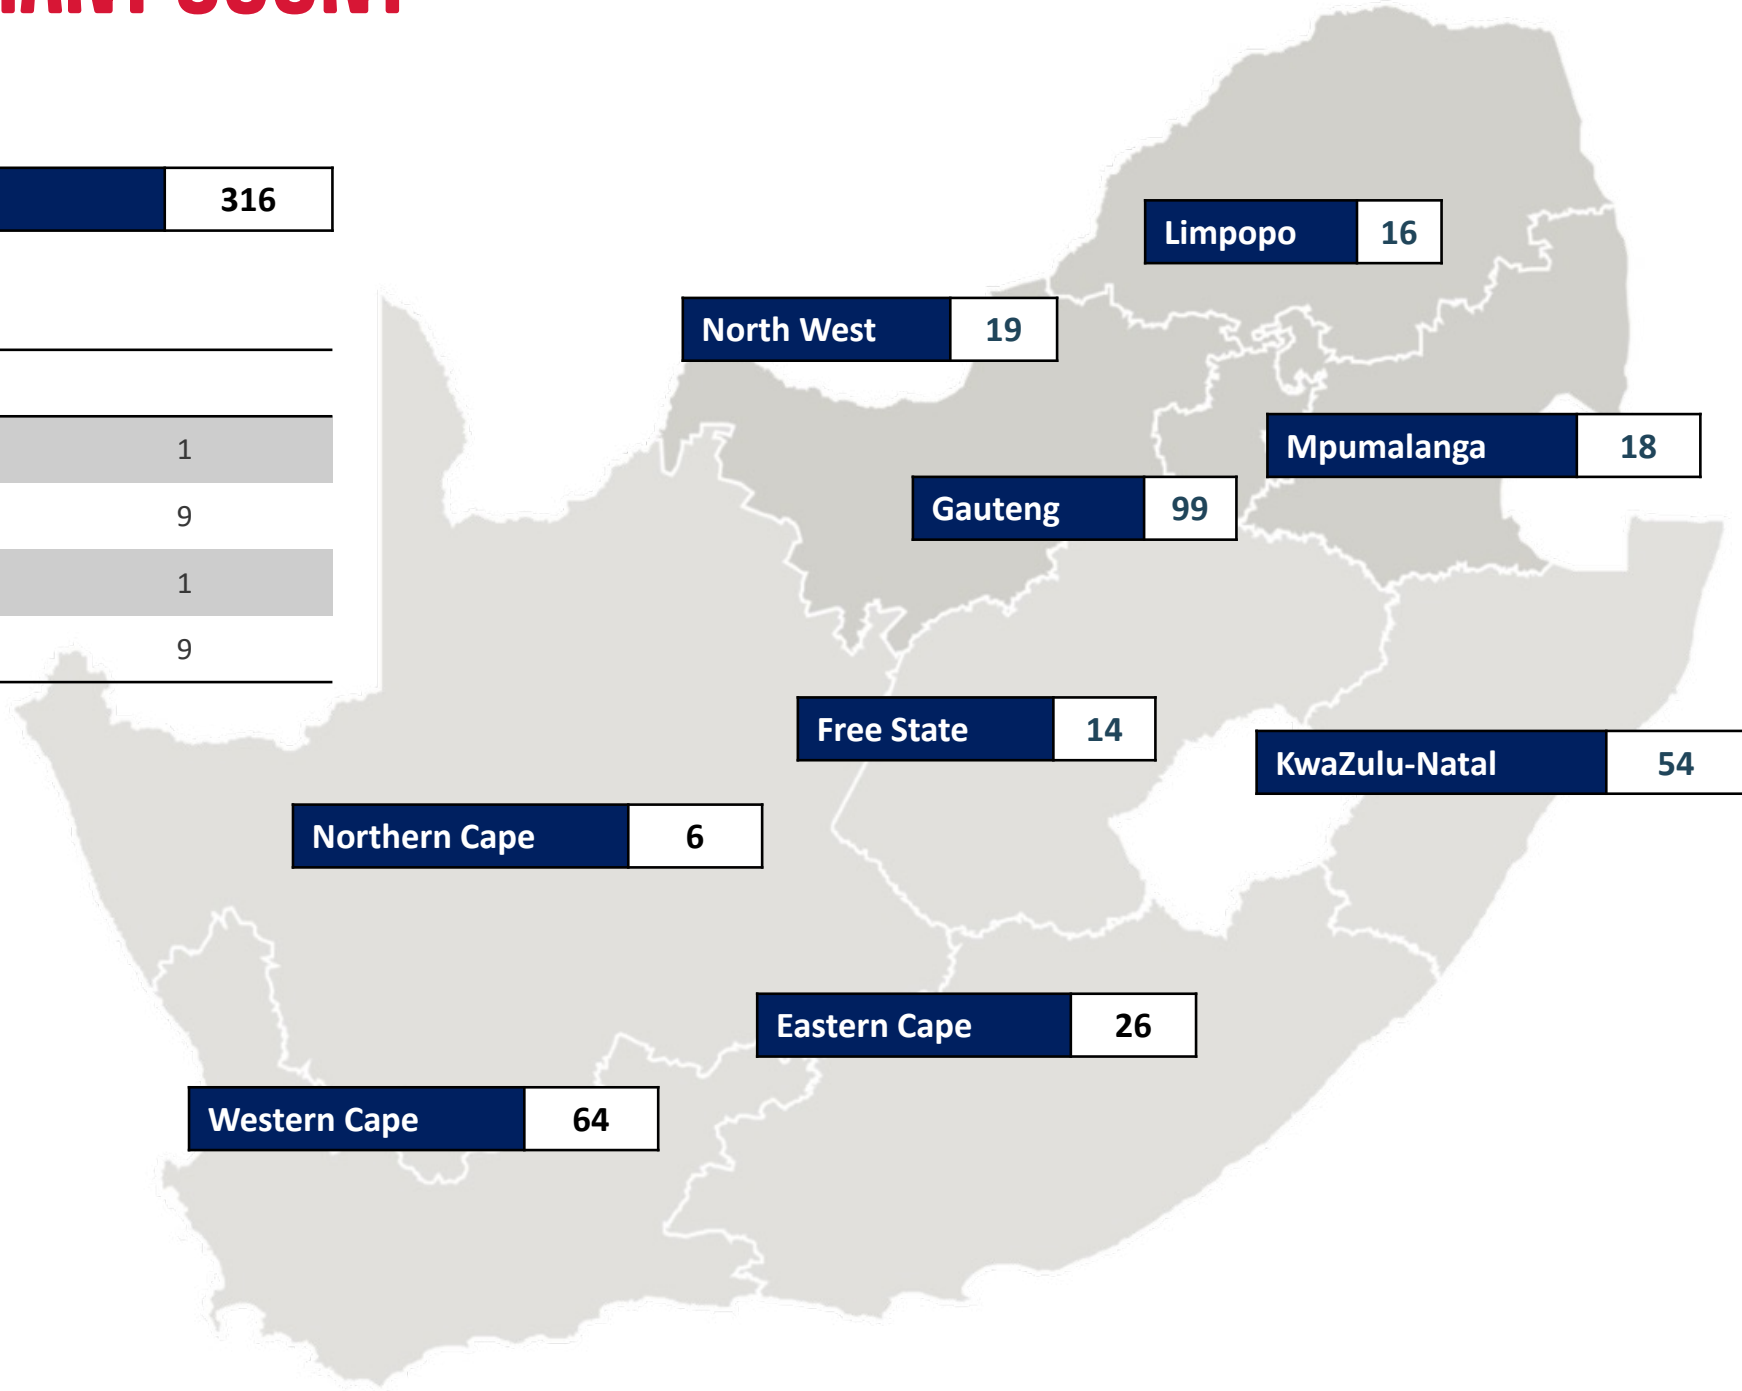 316
Limpopo 16
North West 19
1
Mpumalanga 18
9
Gauteng 99
1
9
Free State 14
KwaZulu-Natal 54
Northern Cape 6
Eastern Cape 26
Western Cape 64